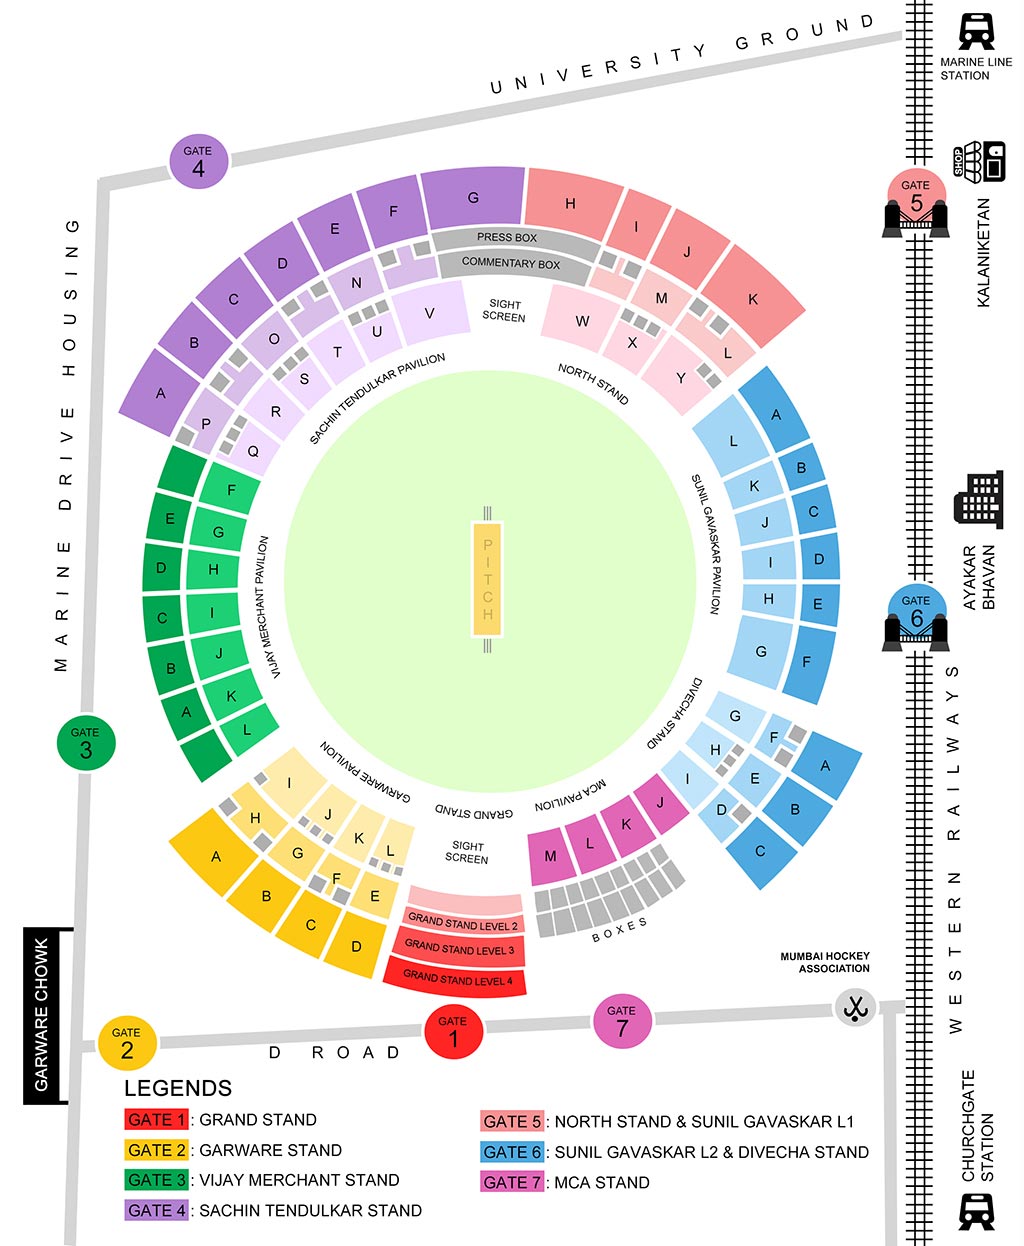 UNIVERSITY GROUND
MARINE LINE
STATION
GATE
4
SHOP
GATE
5
KALANIKETAN
MARINE DRIVE HOUSING
A
B
C
D
E
F
G
H
I
J
K
PRESS BOX
COMMENTARY BOX
N
O
P
M
L
V
U
T
S
R
Q
SIGHT
SCREEN
W
X
Y
SACHIN TENDULKAR PAVILION
NORTH STAND
E
D
C
B
A
F
G
H
I
J
K
L
VIJAY MERCHANT PAVILION
PITCH
SUNIL GAVASKAR PAVILION
L
K
J
I
H
G
A
B
C
D
E
F
AYAKAR
BHAVAN
GATE
6
GATE
3
DIVECHA STAND
G
H
I
F
E
D
A
B
C
GARWARE PAVILION
GRAND STAND
MCA PAVILION
I
J
K
L
H
G
F
E
A
B
C
D
SIGHT
SCREEN
M
L
K
J
BOXES
GRAND STAND LEVEL 2
GRAND STAND LEVEL 3
GRAND STAND LEVEL 4
WESTERN RAILWAYS
MUMBAI HOCKEY
ASSOCIATION
GARWARE CHOWK
GATE
2
D ROAD
GATE
1
GATE
7
CHURCHGATE
STATION
LEGENDS
GATE 1 : GRAND STAND
GATE 2 : GARWARE STAND
GATE 3 : VIJAY MERCHANT STAND
GATE 4 : SACHIN TENDULKAR STAND
GATE 5 : NORTH STAND & SUNIL GAVASKAR L1
GATE 6 : SUNIL GAVASKAR L2 & DIVECHA STAND
GATE 7 : MCA STAND